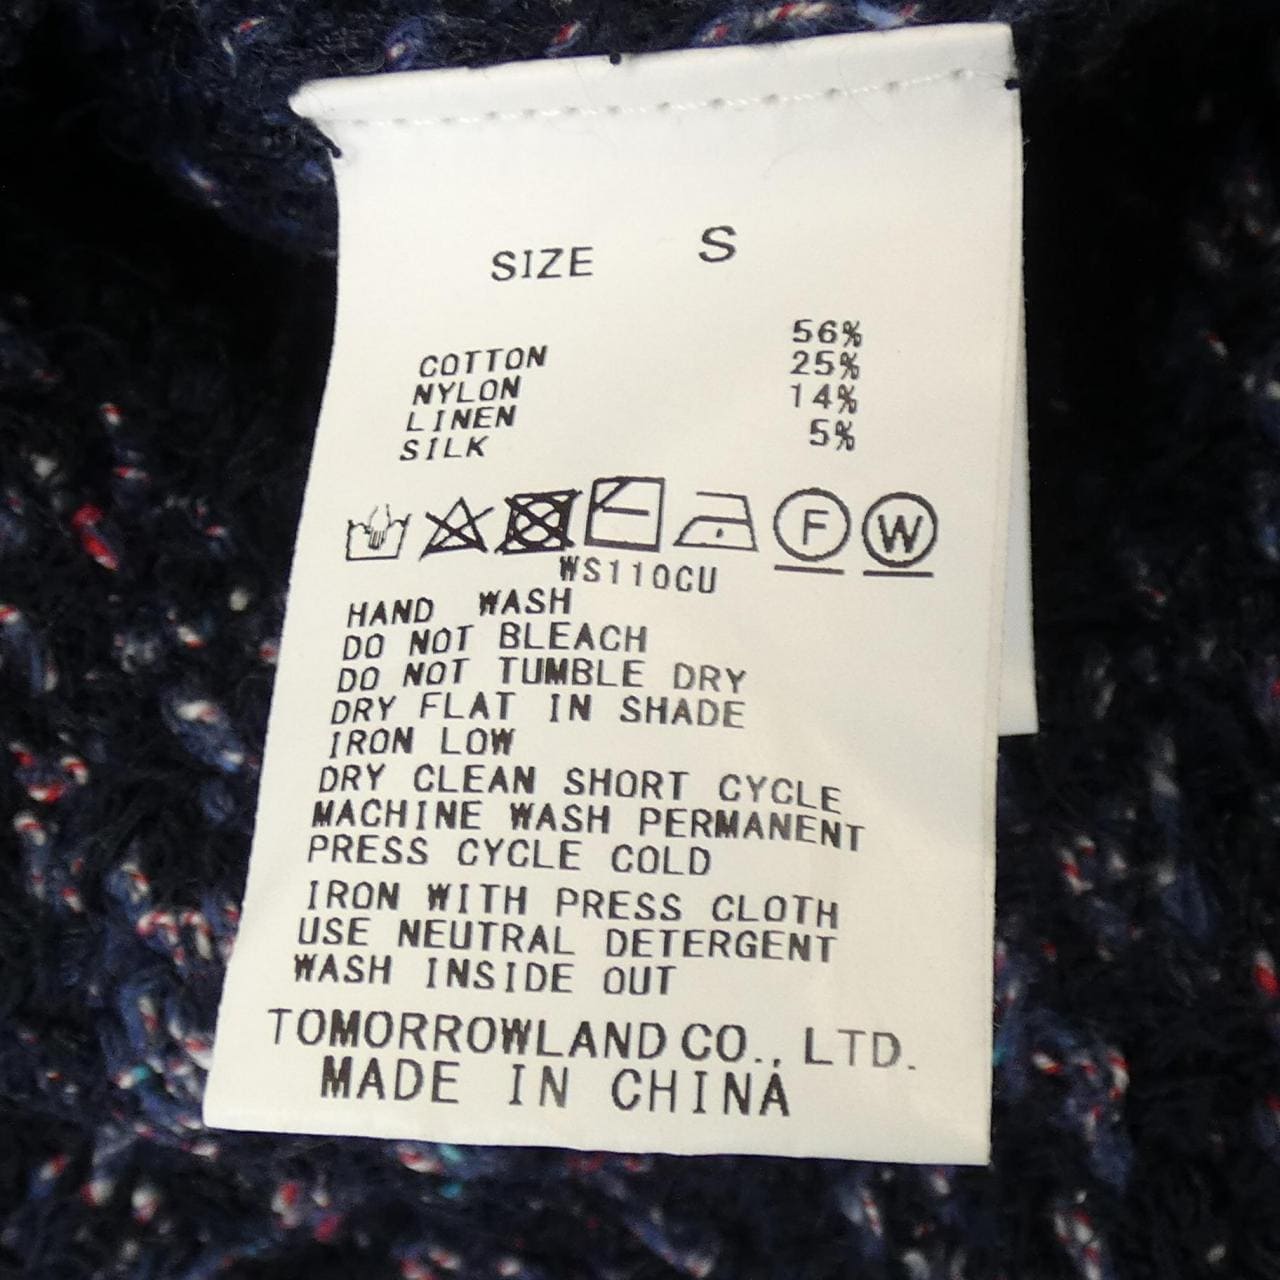 SIZE S
COTTON 56%
NYLON 25%
LINEN 14%
SILK 5%
F W
WS110CU
HAND WASH
DO NOT BLEACH
DO NOT TUMBLE DRY
DRY FLAT IN SHADE
IRON LOW
DRY CLEAN SHORT CYCLE
MACHINE WASH PERMANENT
PRESS CYCLE COLD
IRON WITH PRESS CLOTH
USE NEUTRAL DETERGENT
WASH INSIDE OUT
TOMORROWLAND CO., LTD.
MADE IN CHINA